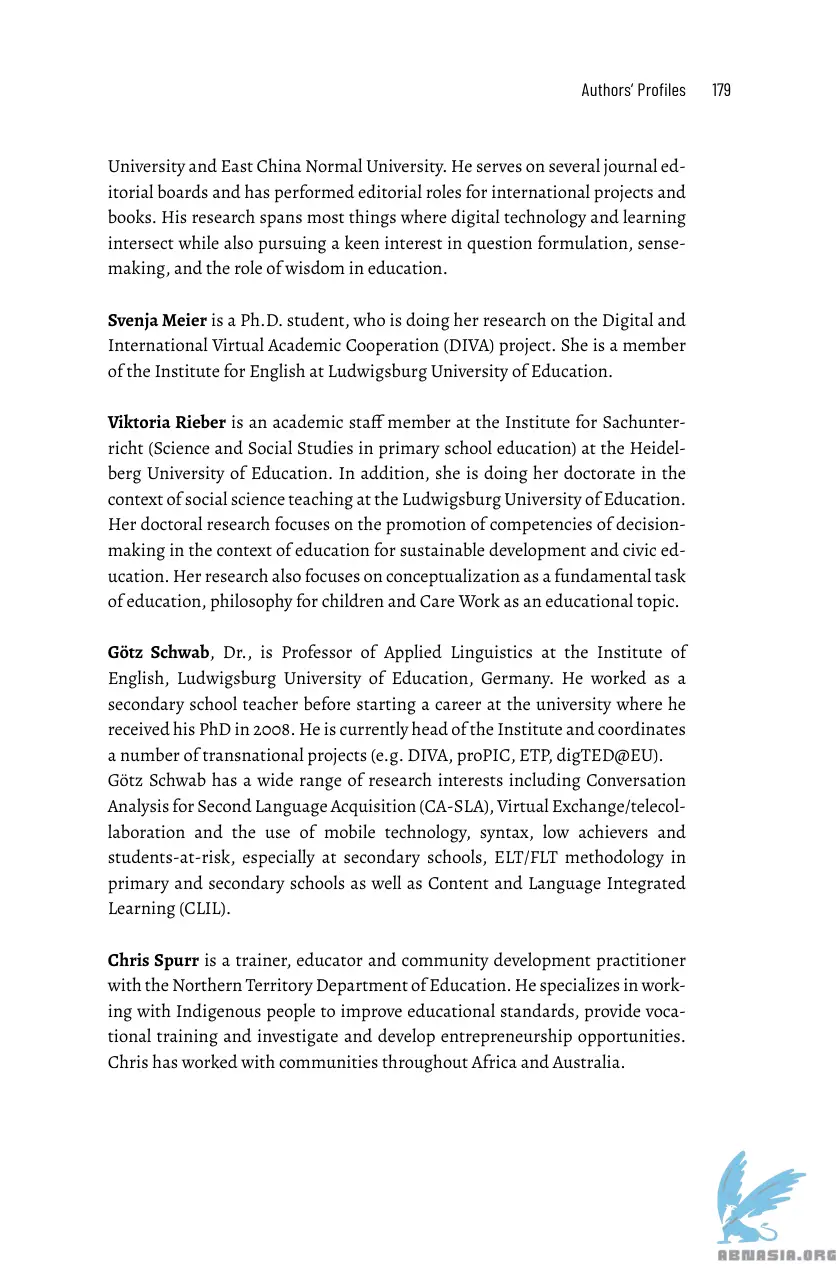 Authors’ Profiles 179
University and East China Normal University. He serves on several journal ed-
itorial boards and has performed editorial roles for international projects and
books. His research spans most things where digital technology and learning
intersect while also pursuing a keen interest in question formulation, sense-
making, and the role of wisdom in education.
Svenja Meier is a Ph.D. student, who is doing her research on the Digital and
International Virtual Academic Cooperation (DIVA) project. She is a member
of the Institute for English at Ludwigsburg University of Education.
Viktoria Rieber is an academic staff member at the Institute for Sachunter-
richt (Science and Social Studies in primary school education) at the Heidel-
berg University of Education. In addition, she is doing her doctorate in the
context of social science teaching at the Ludwigsburg University of Education.
Her doctoral research focuses on the promotion of competencies of decision-
making in the context of education for sustainable development and civic ed-
ucation. Her research also focuses on conceptualization as a fundamental task
of education, philosophy for children and Care Work as an educational topic.
Götz Schwab, Dr., is Professor of Applied Linguistics at the Institute of
English, Ludwigsburg University of Education, Germany. He worked as a
secondary school teacher before starting a career at the university where he
received his PhD in 2008. He is currently head of the Institute and coordinates
a number of transnational projects (e.g. DIVA, proPIC, ETP, digTED@EU).
Götz Schwab has a wide range of research interests including Conversation
Analysis for Second Language Acquisition (CA-SLA), Virtual Exchange/telecol-
laboration and the use of mobile technology, syntax, low achievers and
students-at-risk, especially at secondary schools, ELT/FLT methodology in
primary and secondary schools as well as Content and Language Integrated
Learning (CLIL).
Chris Spurr is a trainer, educator and community development practitioner
with the Northern Territory Department of Education. He specializes in work-
ing with Indigenous people to improve educational standards, provide voca-
tional training and investigate and develop entrepreneurship opportunities.
Chris has worked with communities throughout Africa and Australia.
ABNASIA.ORG